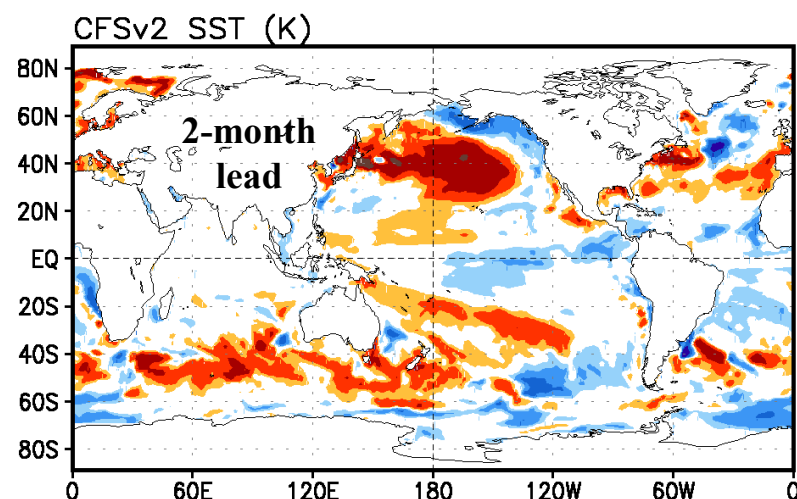 CFSv2 SST (K)
80N
60N
2-month
40N
lead
20N
EQ
20S
40S
60S
80S
0 60E 120E 180 120W 60W 0